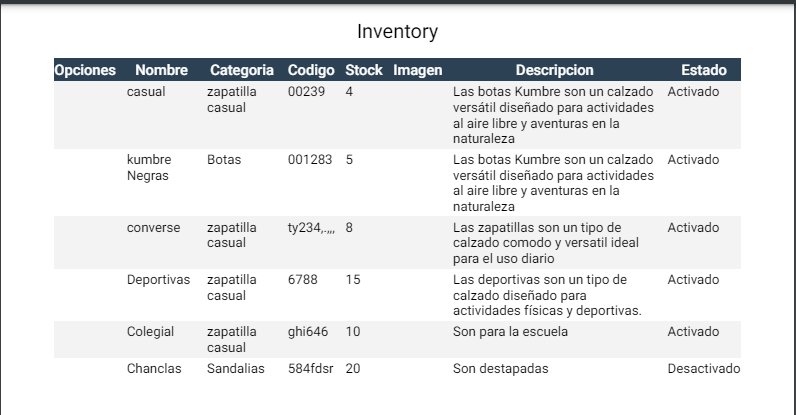 Inventory
Opciones Nombre Categoria Codigo Stock Imagen Descripcion Estado
casual zapatilla 00239 4 Las botas Kumbre son un calzado Activado
casual versátil diseñado para actividades
al aire libre y aventuras en la
naturaleza
kumbre Botas 001283 5 Las botas Kumbre son un calzado Activado
Negras versátil diseñado para actividades
al aire libre y aventuras en la
naturaleza
converse zapatilla ty234,.,,, 8 Las zapatillas son un tipo de Activado
casual calzado comodo y versatil ideal
para el uso diario
Deportivas zapatilla 6788 15 Las deportivas son un tipo de Activado
casual calzado diseñado para
actividades físicas y deportivas.
Colegial zapatilla ghi646 10 Son para la escuela Activado
casual
Chanclas Sandalias 584fdsr 20 Son destapadas Desactivado